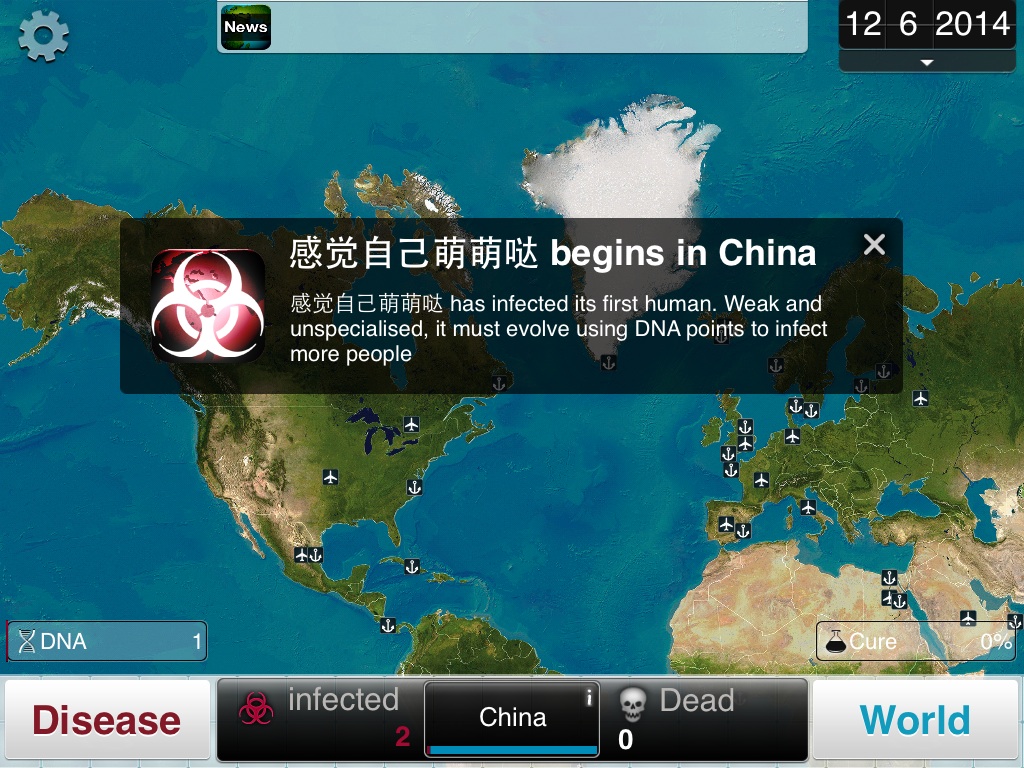 News
12 6 2014
感觉自己萌萌哒 begins in China
感觉自己萌萌哒 has infected its first human. Weak and
unspecialised, it must evolve using DNA points to infect
more people
DNA 1
Cure 0%
Disease
infected
2
China
i
Dead
0
World